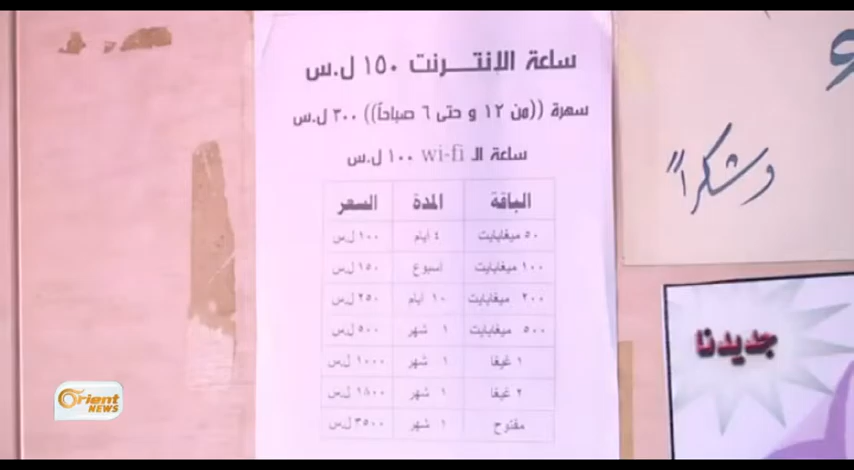 ساعة الإنترنت ١٥٠ ل.س
سهرة ((من ١٢ و حتى ٦ صباحاً)) ٣٠٠ ل.س
ساعة الـ wi-fi ١٠٠ ل.س
الباقة المدة السعر
٥٠ ميغابايت ٤ أيام ١٠٠ ل.س
١٠٠ ميغابايت اسبوع ١٥٠ ل.س
٢٠٠ ميغابايت ١٠ ايام ٢٥٠ ل.س
٥٠٠ ميغابايت ١ شهر ٥٠٠ ل.س
١ غيغا ١ شهر ١٠٠٠ ل.س
٢ غيغا ١ شهر ١٨٠٠ ل.س
مفتوح ١ شهر ٣٥٠٠ ل.س
وشكراً
جديدنا
Orient
NEWS